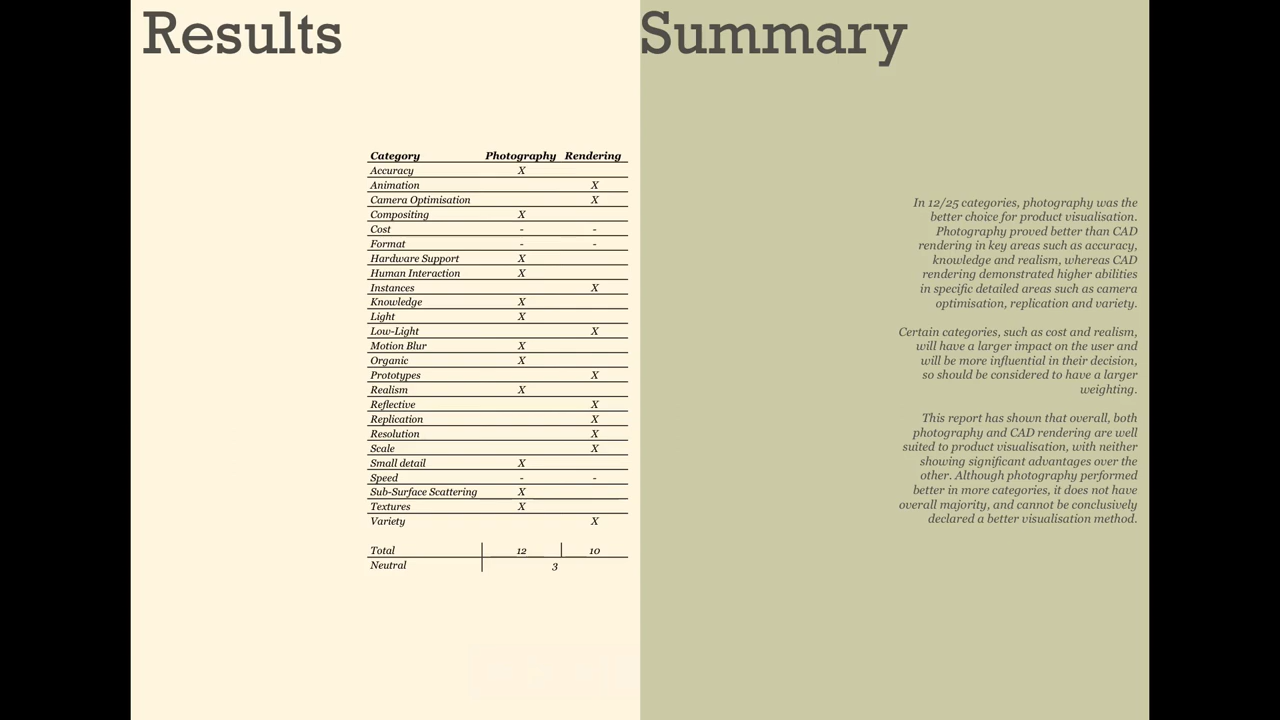 Results
Category Photography Rendering
Accuracy X
Animation X
Camera Optimisation X
Compositing X
Cost - -
Format - -
Hardware Support X
Human Interaction X
Instances X
Knowledge X
Light X
Low-Light X
Motion Blur X
Organic X
Prototypes X
Realism X
Reflective X
Replication X
Resolution X
Scale X
Small detail X
Speed - -
Sub-Surface Scattering X
Textures X
Variety X
Total 12 10
Neutral 3
Summary
In 12/25 categories, photography was the
better choice for product visualisation.
Photography proved better than CAD
rendering in key areas such as accuracy,
knowledge and realism, whereas CAD
rendering demonstrated higher abilities
in specific detailed areas such as camera
optimisation, replication and variety.
Certain categories, such as cost and realism,
will have a larger impact on the user and
will be more influential in their decision,
so should be considered to have a larger
weighting.
This report has shown that overall, both
photography and CAD rendering are well
suited to product visualisation, with neither
showing significant advantages over the
other. Although photography performed
better in more categories, it does not have
overall majority, and cannot be conclusively
declared a better visualisation method.